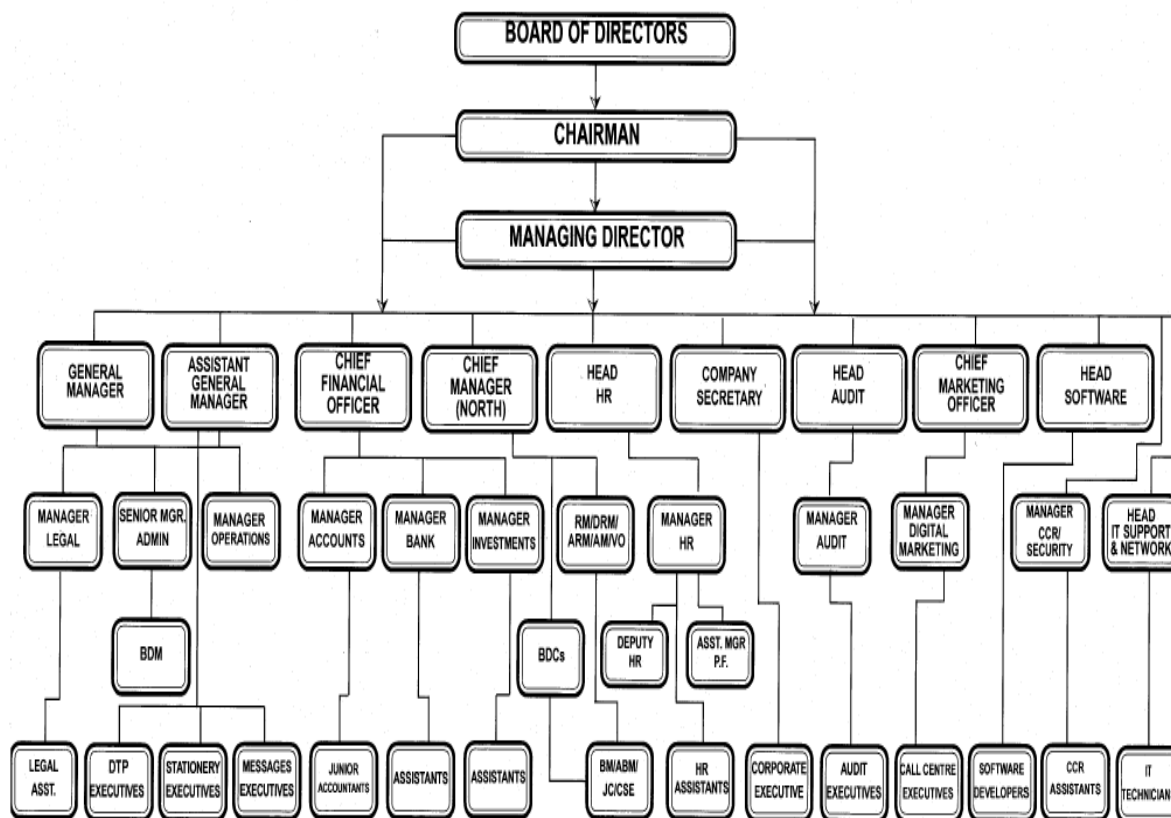 BOARD OF DIRECTORS
CHAIRMAN
MANAGING DIRECTOR
GENERAL
MANAGER
ASSISTANT
GENERAL
MANAGER
CHIEF
FINANCIAL
OFFICER
CHIEF
MANAGER
(NORTH)
HEAD
HR
COMPANY
SECRETARY
HEAD
AUDIT
CHIEF
MARKETING
OFFICER
HEAD
SOFTWARE
MANAGER
LEGAL
SENIOR MGR.
ADMIN
MANAGER
OPERATIONS
MANAGER
ACCOUNTS
MANAGER
BANK
MANAGER
INVESTMENTS
RM/DRM/
ARM/AM/VO
MANAGER
HR
MANAGER
AUDIT
MANAGER
DIGITAL
MARKETING
MANAGER
CCR/
SECURITY
HEAD
IT SUPPORT
& NETWORK
BDM
BDCs
DEPUTY
HR
ASST. MGR
P.F.
LEGAL
ASST.
DTP
EXECUTIVES
STATIONERY
EXECUTIVES
MESSAGES
EXECUTIVES
JUNIOR
ACCOUNTANTS
ASSISTANTS
ASSISTANTS
BM/ABM/
JC/CSE
HR
ASSISTANTS
CORPORATE
EXECUTIVE
AUDIT
EXECUTIVES
CALL CENTRE
EXECUTIVES
SOFTWARE
DEVELOPERS
CCR
ASSISTANTS
IT
TECHNICIANS